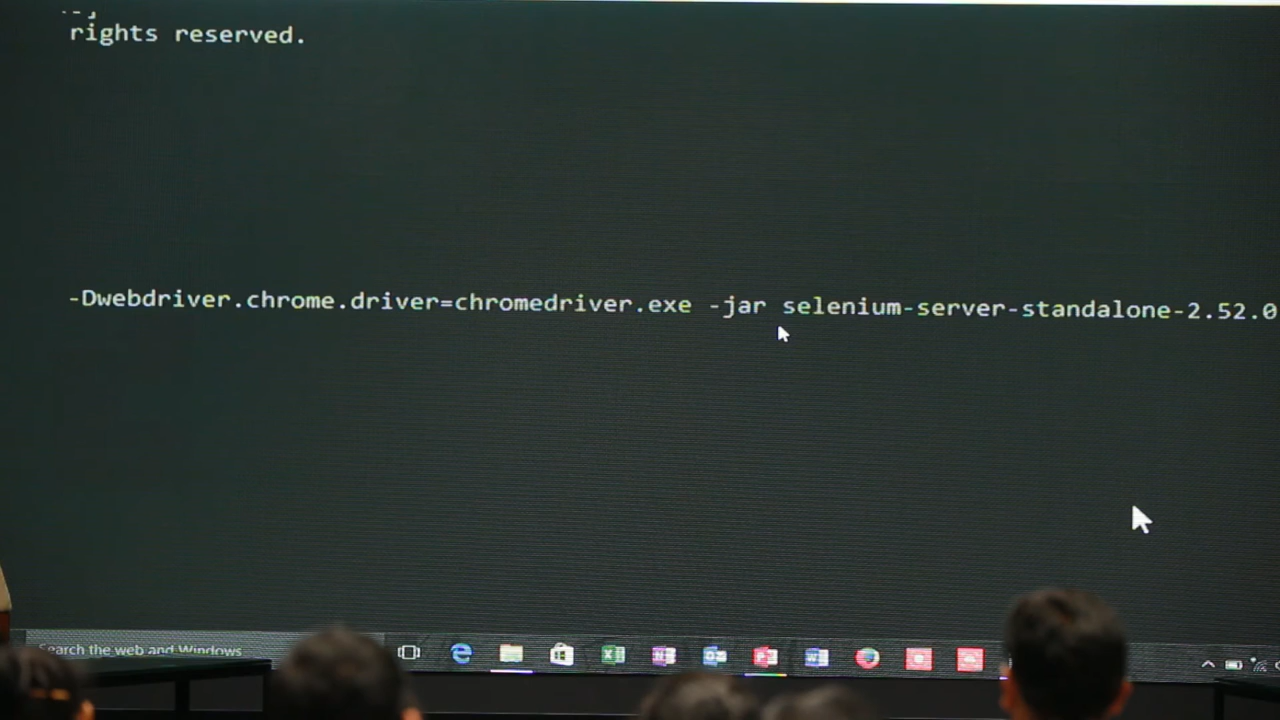 rights reserved.
-Dwebdriver.chrome.driver=chromedriver.exe -jar selenium-server-standalone-2.52.0
Search the web and Windows